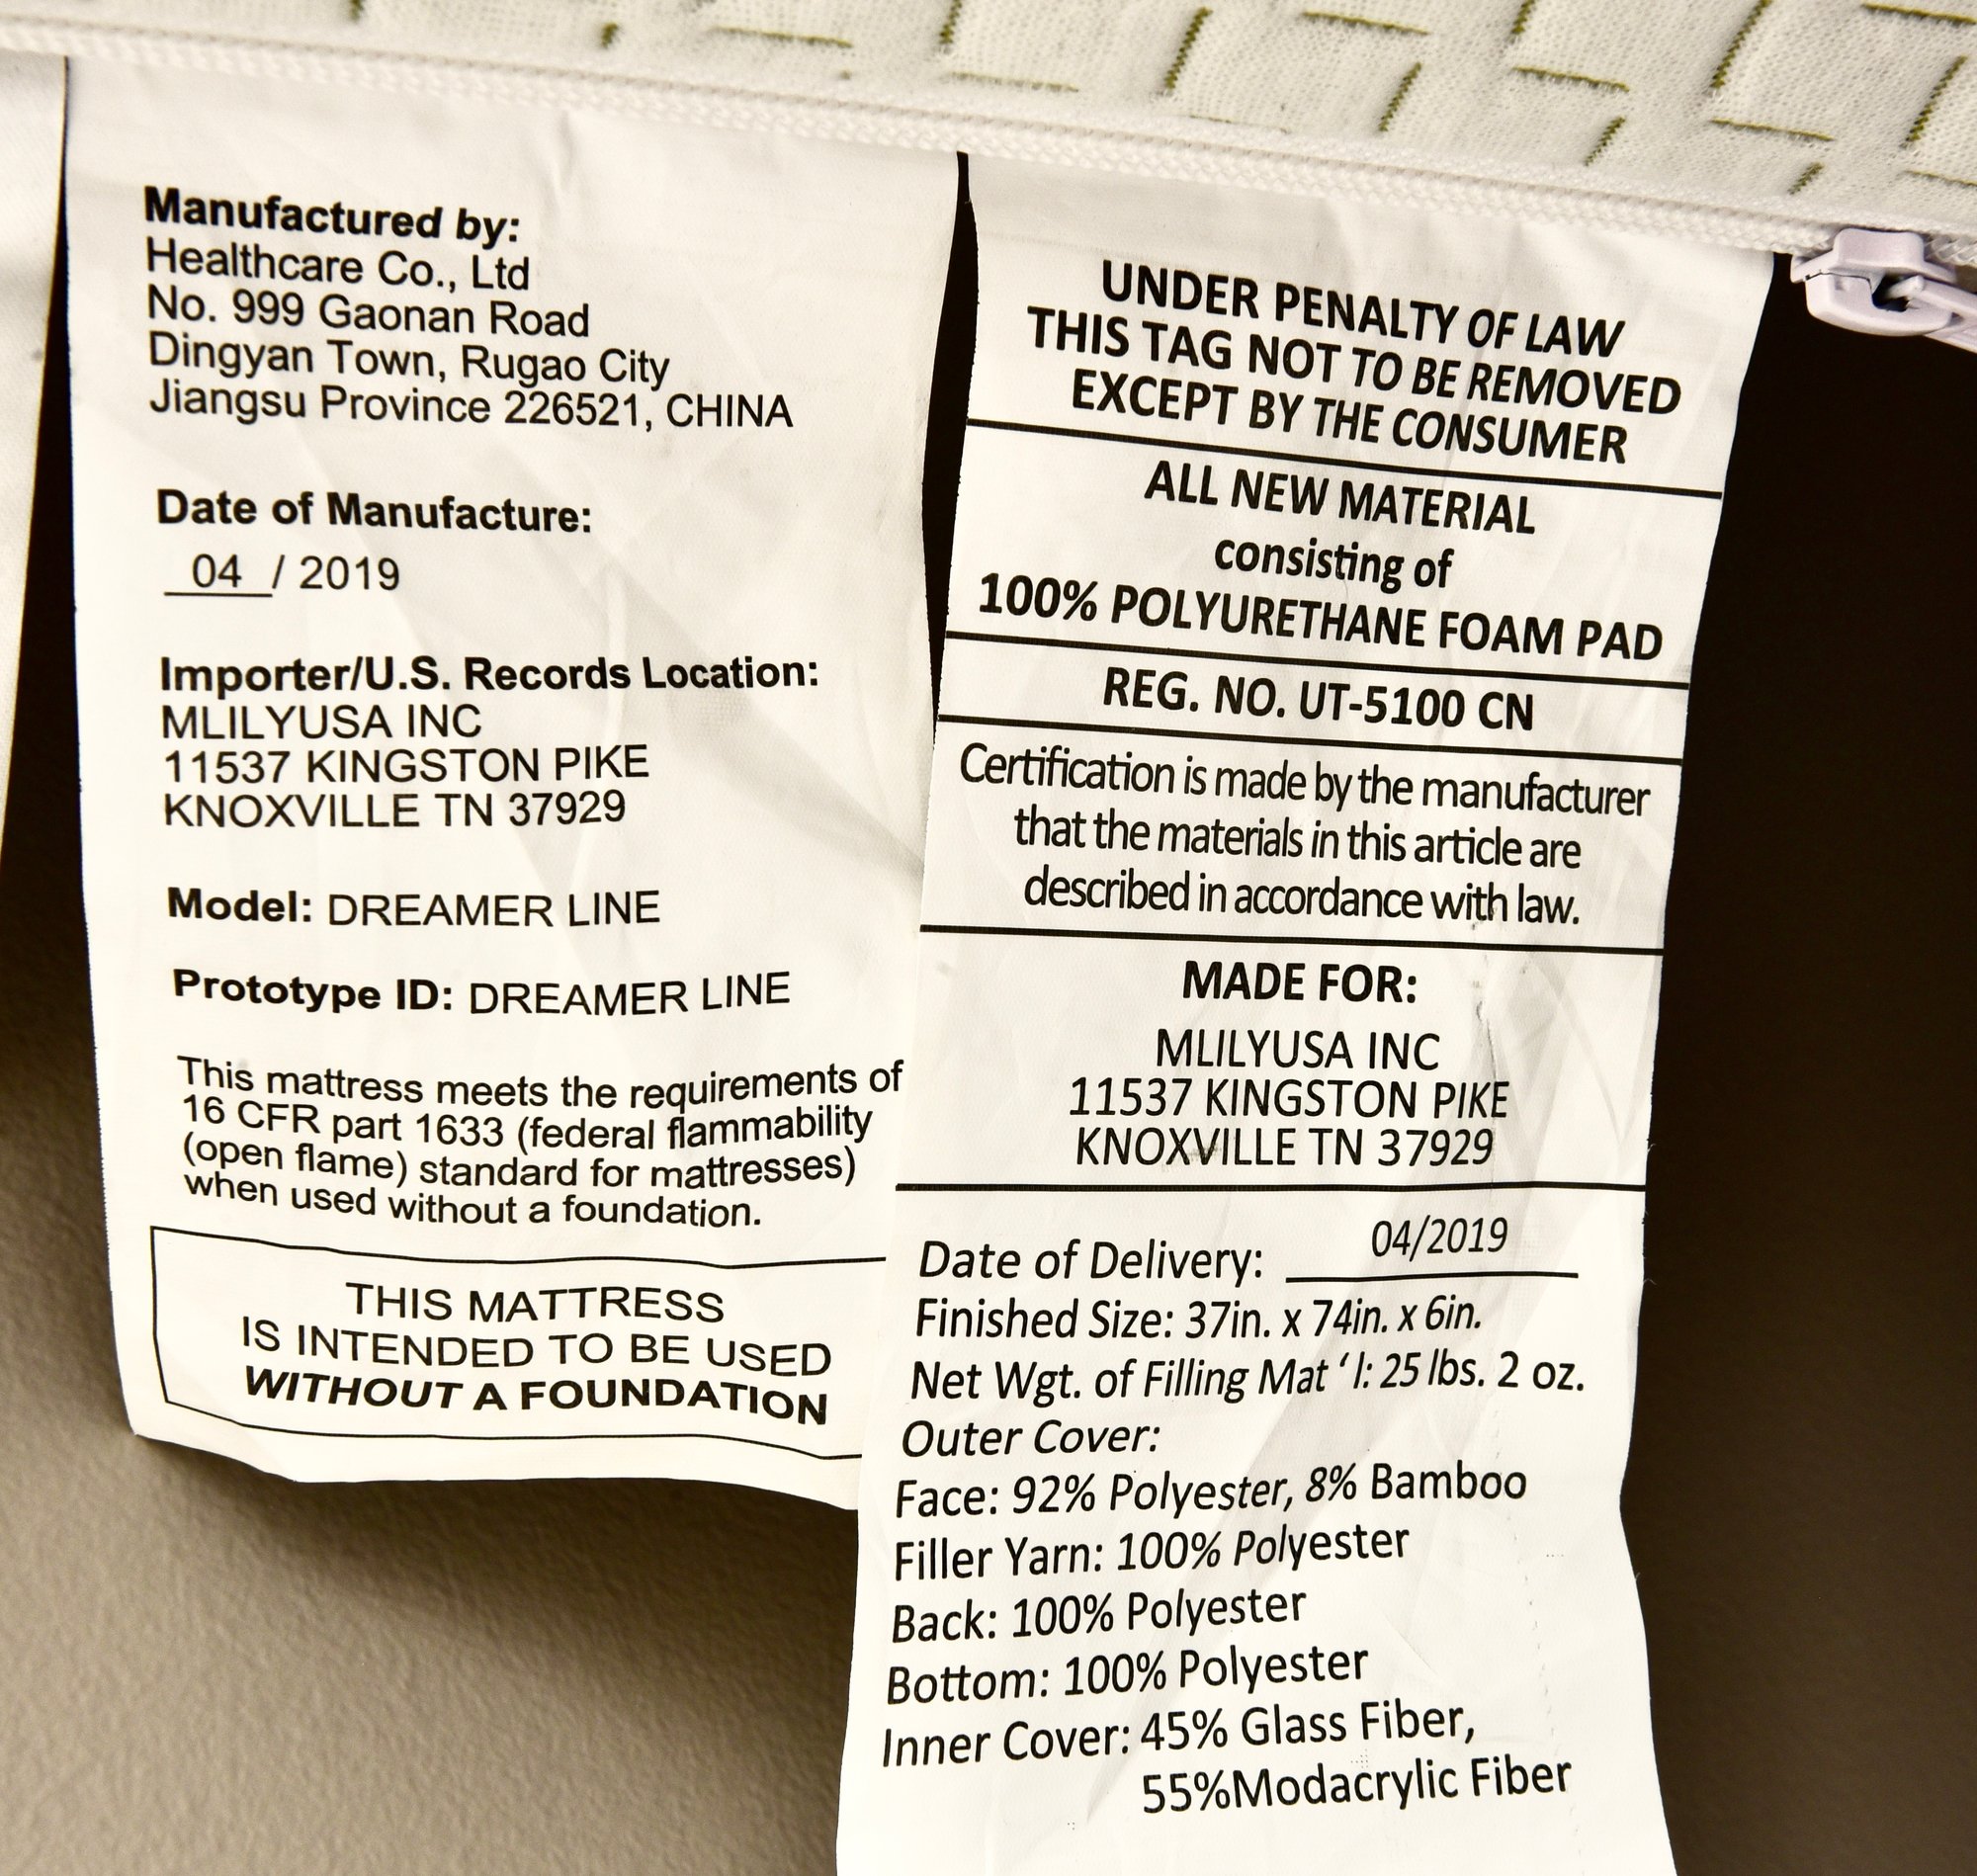 Manufactured by:
Healthcare Co., Ltd
No. 999 Gaonan Road
Dingyan Town, Rugao City
Jiangsu Province 226521, CHINA
Date of Manufacture:
04 / 2019
Importer/U.S. Records Location:
MLILYUSA INC
11537 KINGSTON PIKE
KNOXVILLE TN 37929
Model: DREAMER LINE
Prototype ID: DREAMER LINE
This mattress meets the requirements of
16 CFR part 1633 (federal flammability
(open flame) standard for mattresses)
when used without a foundation.
THIS MATTRESS
IS INTENDED TO BE USED
WITHOUT A FOUNDATION
UNDER PENALTY OF LAW
THIS TAG NOT TO BE REMOVED
EXCEPT BY THE CONSUMER
ALL NEW MATERIAL
consisting of
100% POLYURETHANE FOAM PAD
REG. NO. UT-5100 CN
Certification is made by the manufacturer
that the materials in this article are
described in accordance with law.
MADE FOR:
MLILYUSA INC
11537 KINGSTON PIKE
KNOXVILLE TN 37929
Date of Delivery: 04/2019
Finished Size: 37in. x 74in. x 6in.
Net Wgt. of Filling Mat ' l: 25 lbs. 2 oz.
Outer Cover:
Face: 92% Polyester, 8% Bamboo
Filler Yarn: 100% Polyester
Back: 100% Polyester
Bottom: 100% Polyester
Inner Cover: 45% Glass Fiber,
55%Modacrylic Fiber